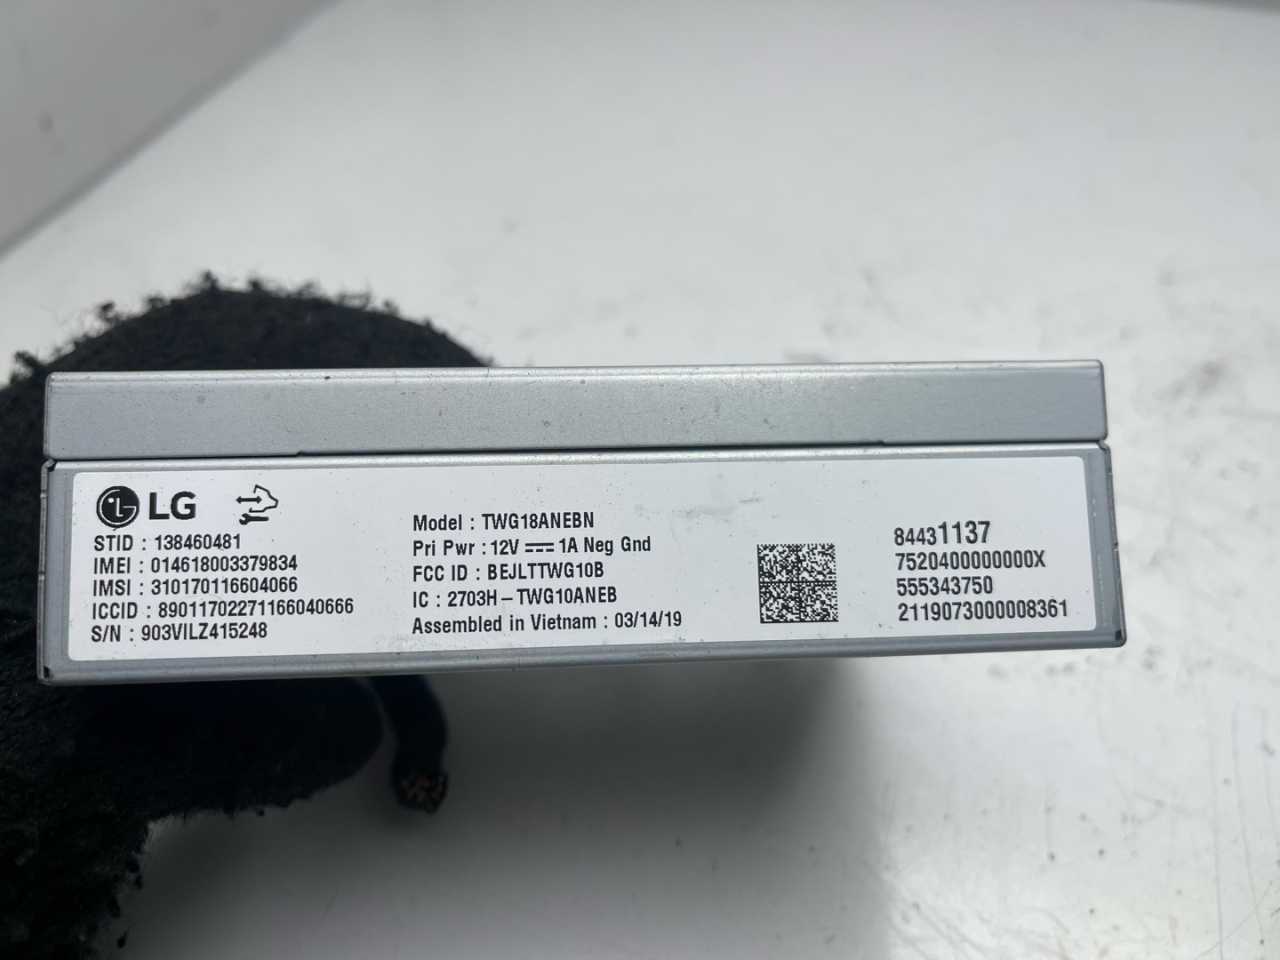 LG
STID : 138460481
IMEI : 014618003379834
IMSI : 310170116604066
ICCID : 89011702271166040666
S/N : 903VILZ415248
Model : TWG18ANEBN
Pri Pwr : 12V 1A Neg Gnd
FCC ID : BEJLTTWG10B
IC : 2703H-TWG10ANEB
Assembled in Vietnam : 03/14/19
84431137
7520400000000X
555343750
2119073000008361